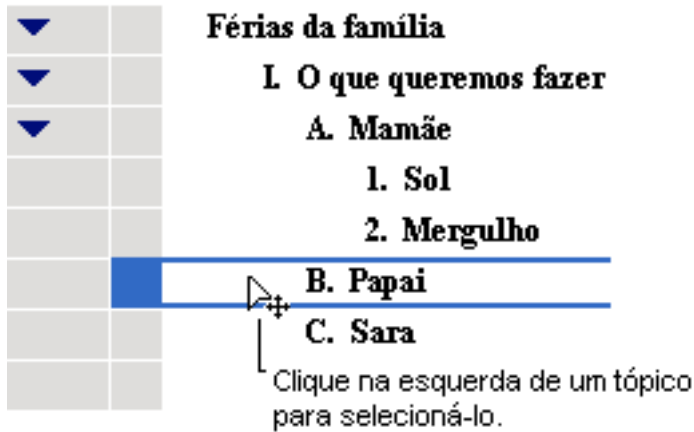 Férias da família
I. O que queremos fazer
A. Mamãe
1. Sol
2. Mergulho
B. Papai
C. Sara
Clique na esquerda de um tópico
para selecioná-lo.